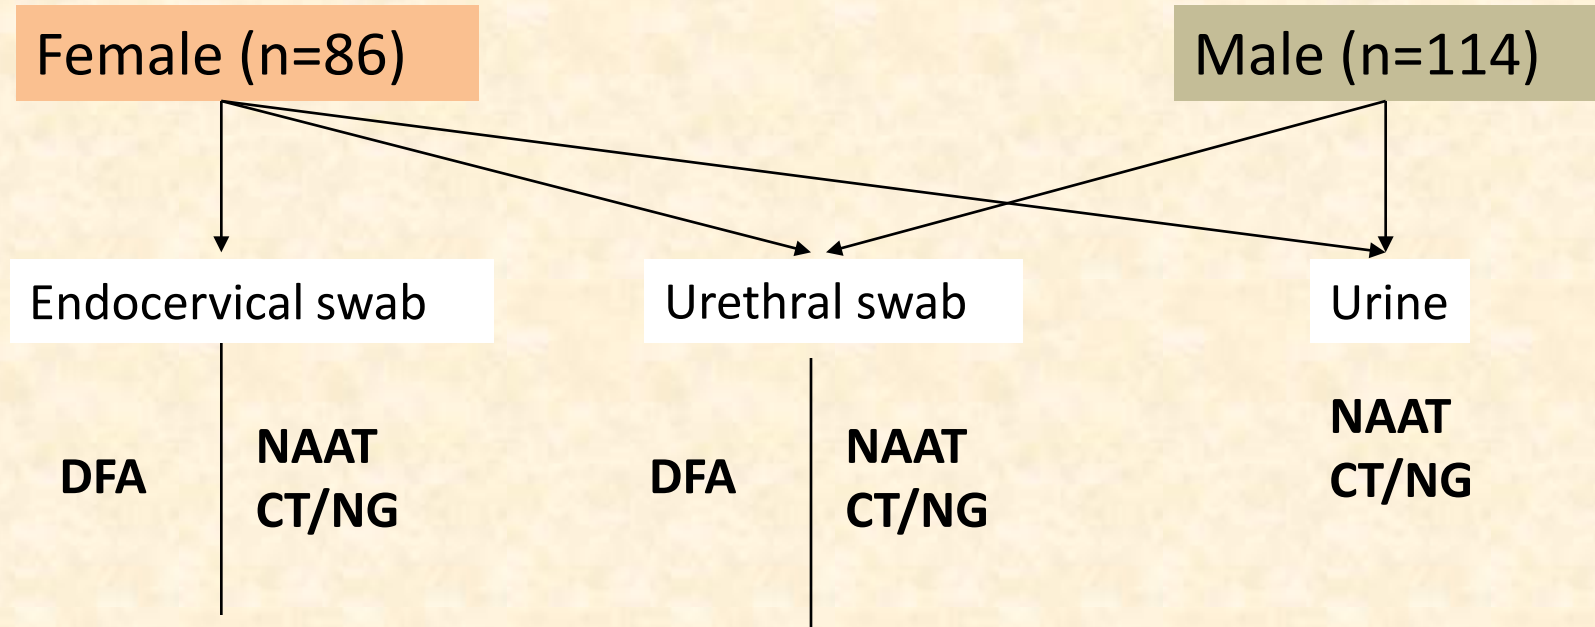 Female (n=86)
Male (n=114)
Endocervical swab
Urethral swab
Urine
DFA
NAAT
CT/NG
DFA
NAAT
CT/NG
NAAT
CT/NG